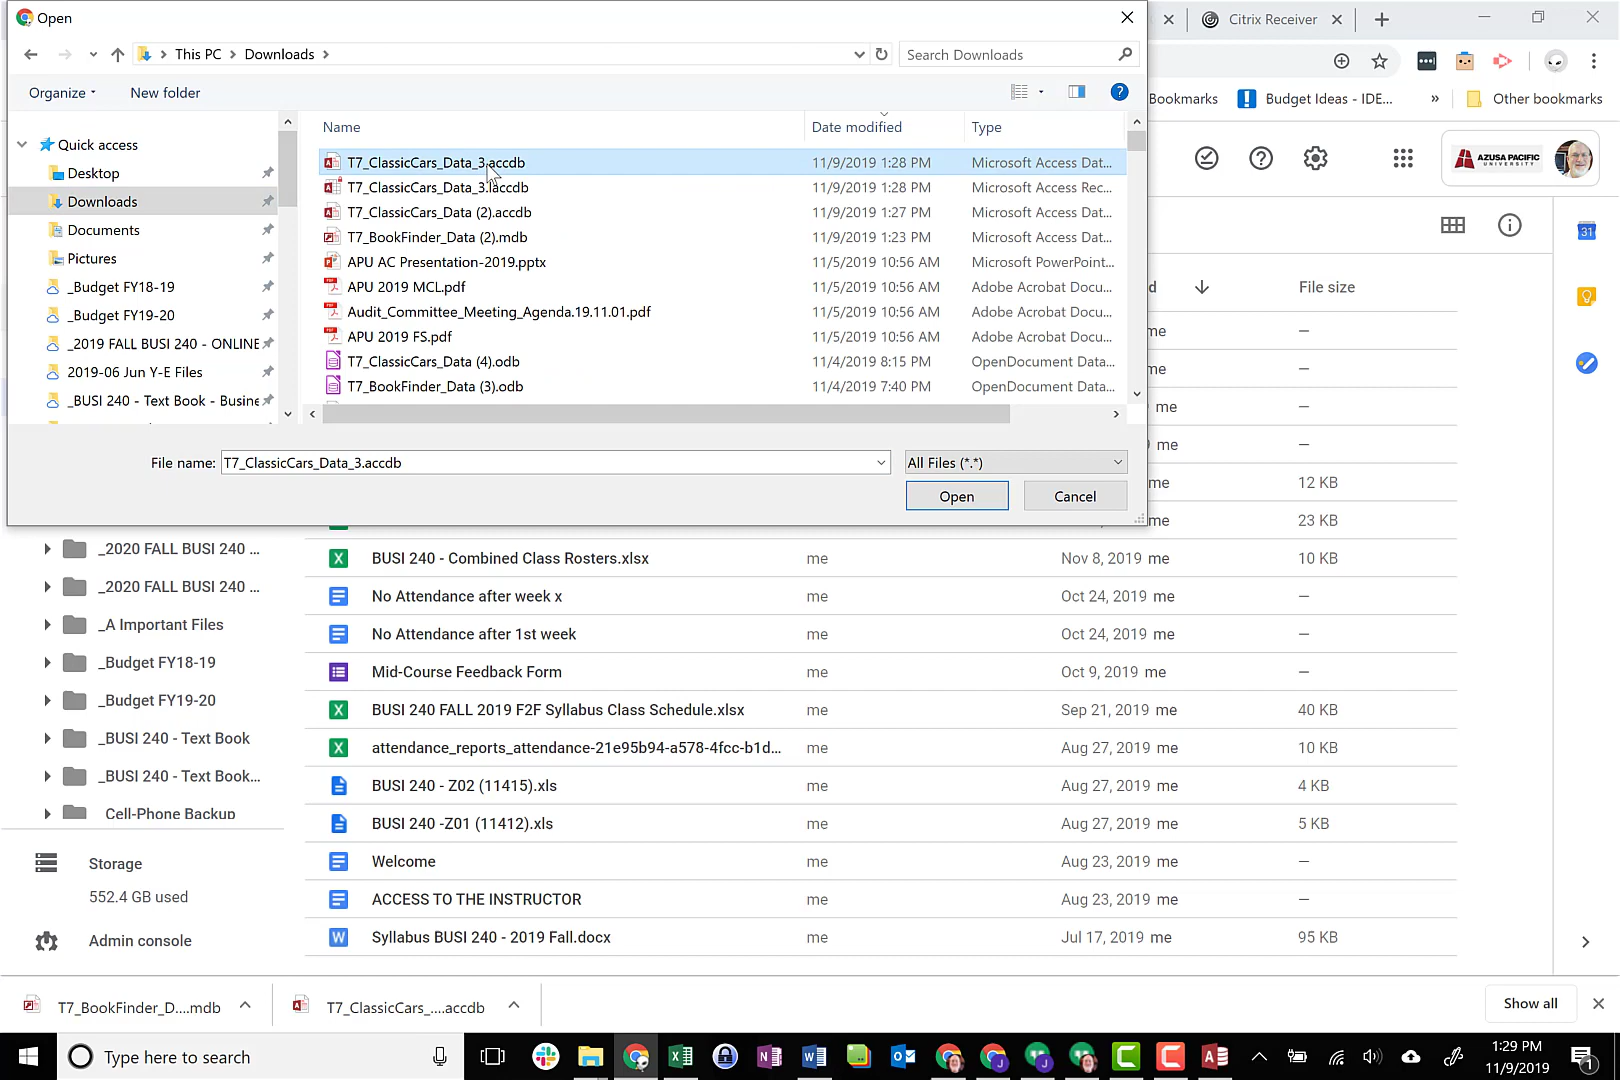 Open
Citrix Receiver
This PC
Downloads
Search Downloads
Organize
New folder
Bookmarks
Budget Ideas - IDE...
»
Other bookmarks
Name
Date modified
Type
Quick access
Desktop
Downloads
Documents
Pictures
_Budget FY18-19
_Budget FY19-20
_2019 FALL BUSI 240 - ONLINE
2019-06 Jun Y-E Files
_BUSI 240 - Text Book - Busine
T7_ClassicCars_Data_3.accdb 11/9/2019 1:28 PM Microsoft Access Dat...
T7_ClassicCars_Data_3.laccdb 11/9/2019 1:28 PM Microsoft Access Rec...
T7_ClassicCars_Data (2).accdb 11/9/2019 1:27 PM Microsoft Access Dat...
T7_BookFinder_Data (2).mdb 11/9/2019 1:23 PM Microsoft Access Dat...
APU AC Presentation-2019.pptx 11/5/2019 10:56 AM Microsoft PowerPoint...
APU 2019 MCL.pdf 11/5/2019 10:56 AM Adobe Acrobat Docu...
Audit_Committee_Meeting_Agenda.19.11.01.pdf 11/5/2019 10:56 AM Adobe Acrobat Docu...
APU 2019 FS.pdf 11/5/2019 10:56 AM Adobe Acrobat Docu...
T7_ClassicCars_Data (4).odb 11/4/2019 8:15 PM OpenDocument Data...
T7_BookFinder_Data (3).odb 11/4/2019 7:40 PM OpenDocument Data...
File name: T7_ClassicCars_Data_3.accdb
All Files (*.*)
Open
Cancel
AZUSA PACIFIC
UNIVERSITY
31
d
File size
me –
me –
me –
me –
me 12 KB
me 23 KB
_2020 FALL BUSI 240 ...
_2020 FALL BUSI 240 ...
_A Important Files
_Budget FY18-19
_Budget FY19-20
_BUSI 240 - Text Book
_BUSI 240 - Text Book...
Cell-Phone Backup
Storage
552.4 GB used
Admin console
BUSI 240 - Combined Class Rosters.xlsx me Nov 8, 2019 me 10 KB
No Attendance after week x me Oct 24, 2019 me –
No Attendance after 1st week me Oct 24, 2019 me –
Mid-Course Feedback Form me Oct 9, 2019 me –
BUSI 240 FALL 2019 F2F Syllabus Class Schedule.xlsx me Sep 21, 2019 me 40 KB
attendance_reports_attendance-21e95b94-a578-4fcc-b1d... me Aug 27, 2019 me 10 KB
BUSI 240 - Z02 (11415).xls me Aug 27, 2019 me 4 KB
BUSI 240 -Z01 (11412).xls me Aug 27, 2019 me 5 KB
Welcome me Aug 23, 2019 me –
ACCESS TO THE INSTRUCTOR me Aug 23, 2019 me –
Syllabus BUSI 240 - 2019 Fall.docx me Jul 17, 2019 me 95 KB
T7_BookFinder_D....mdb
T7_ClassicCars_....accdb
Show all
Type here to search
1:29 PM
11/9/2019
1